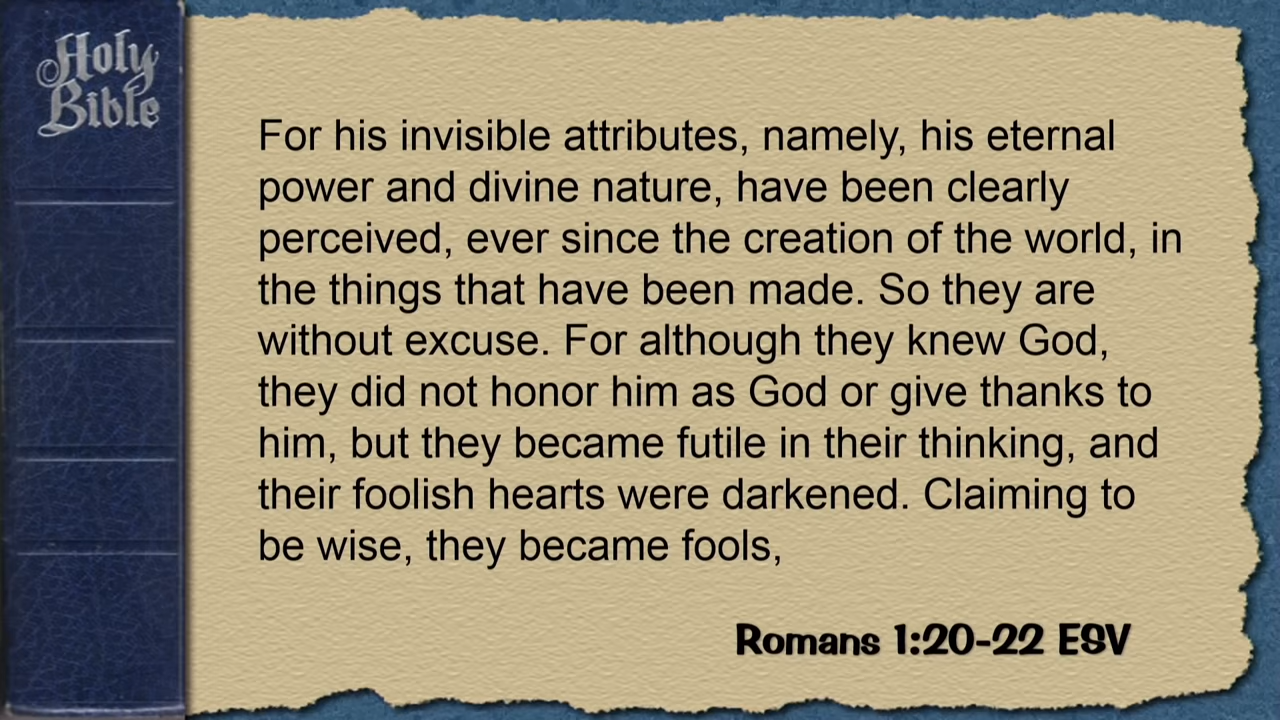 Holy
Bible
For his invisible attributes, namely, his eternal
power and divine nature, have been clearly
perceived, ever since the creation of the world, in
the things that have been made. So they are
without excuse. For although they knew God,
they did not honor him as God or give thanks to
him, but they became futile in their thinking, and
their foolish hearts were darkened. Claiming to
be wise, they became fools,
Romans 1:20-22 ESV